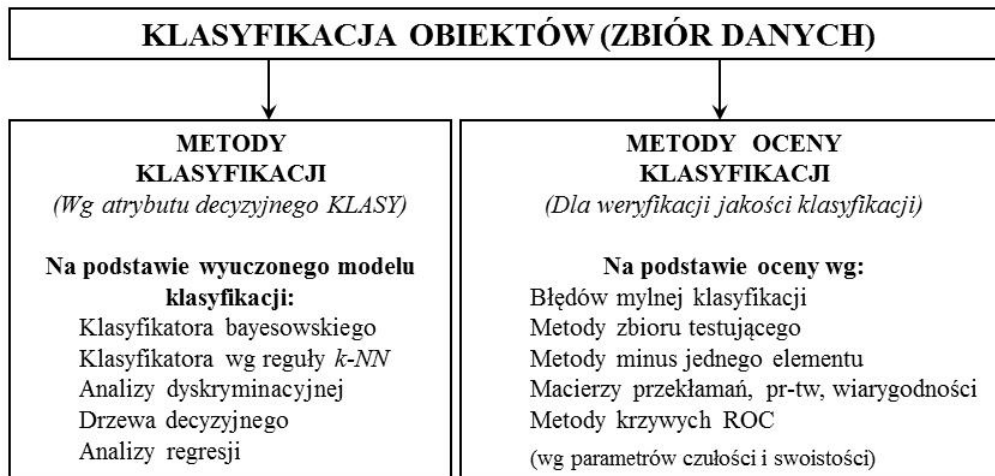 KLASYFIKACJA OBIEKTÓW (ZBIÓR DANYCH)
METODY
KLASYFIKACJI
(Wg atrybutu decyzyjnego KLASY)
Na podstawie wyuczonego modelu
klasyfikacji:
Klasyfikatora bayesowskiego
Klasyfikatora wg reguły k-NN
Analizy dyskryminacyjnej
Drzewa decyzyjnego
Analizy regresji
METODY OCENY
KLASYFIKACJI
(Dla weryfikacji jakości klasyfikacji)
Na podstawie oceny wg:
Błędów mylnej klasyfikacji
Metody zbioru testującego
Metody minus jednego elementu
Macierzy przekłamań, pr-tw, wiarygodności
Metody krzywych ROC
(wg parametrów czułości i swoistości)